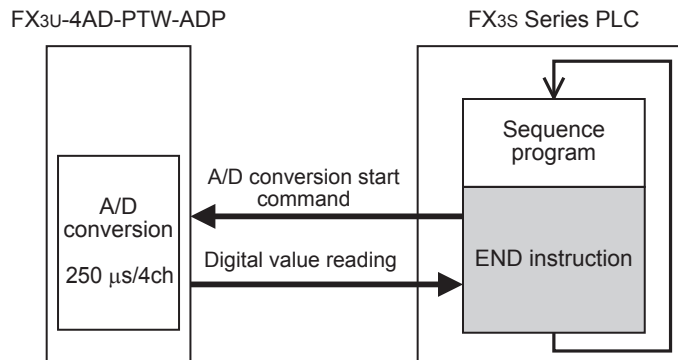 FX3U-4AD-PTW-ADP
FX3S Series PLC
Sequence
program
A/D conversion start
command
A/D
conversion
250 μs/4ch
Digital value reading
END instruction